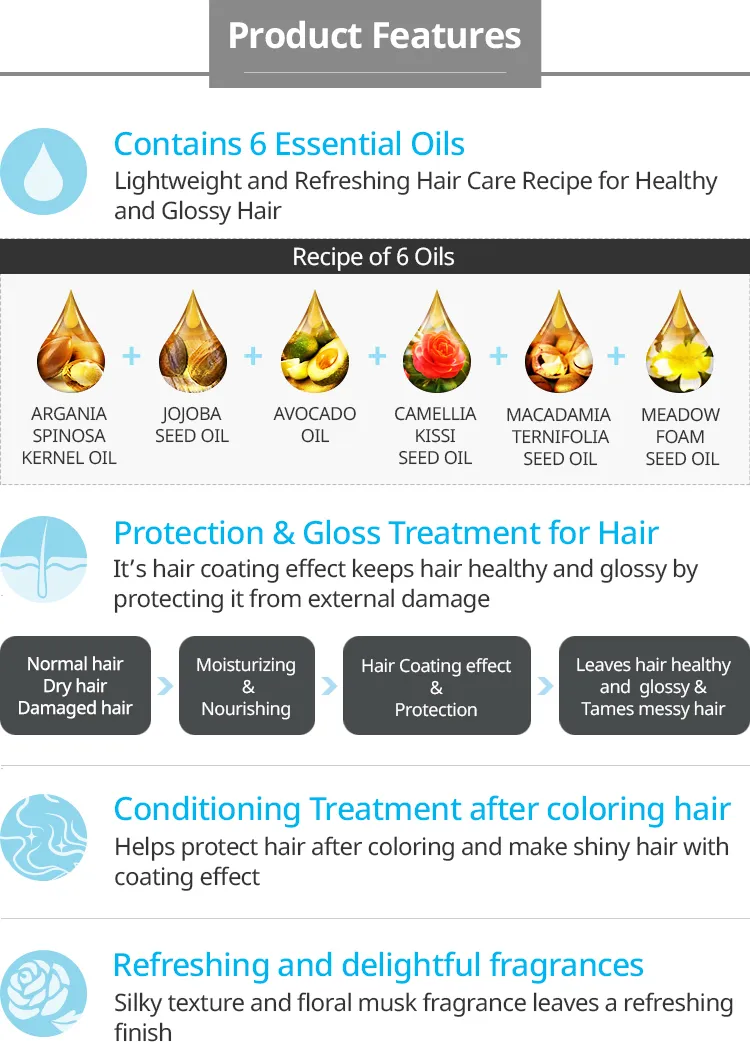 Product Features
Contains 6 Essential Oils
Lightweight and Refreshing Hair Care Recipe for Healthy
and Glossy Hair
Recipe of 6 Oils
+ + + + +
ARGANIA
SPINOSA
KERNEL OIL
JOJOBA
SEED OIL
AVOCADO
OIL
CAMELLIA
KISSI
SEED OIL
MACADAMIA
TERNIFOLIA
SEED OIL
MEADOW
FOAM
SEED OIL
Protection & Gloss Treatment for Hair
It’s hair coating effect keeps hair healthy and glossy by
protecting it from external damage
Normal hair
Dry hair
Damaged hair
Moisturizing
&
Nourishing
Hair Coating effect
&
Protection
Leaves hair healthy
and glossy &
Tames messy hair
Conditioning Treatment after coloring hair
Helps protect hair after coloring and make shiny hair with
coating effect
Refreshing and delightful fragrances
Silky texture and floral musk fragrance leaves a refreshing
finish